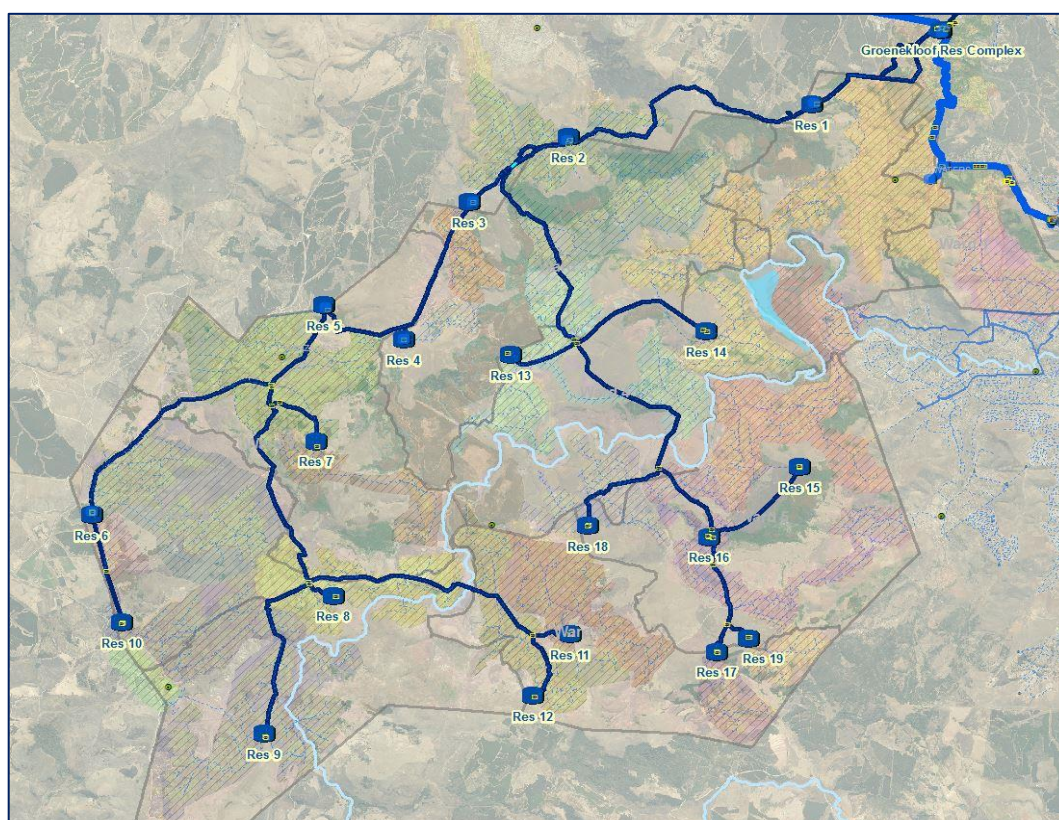 Groenekloof Res Complex
Res 1
Res 2
Res 3
Res 5
Res 4
Res 14
Res 13
Res 7
Res 15
Res 6
Res 18
Res 16
Res 8
Res 10
Res 11
Res 19
Res 17
Res 12
Res 9